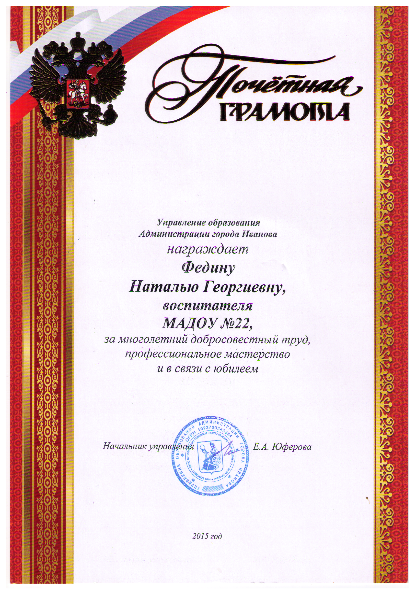 Почётная
ГРАМОТА
Управление образования
Администрации города Иванова
награждает
Федину
Наталью Георгиевну,
воспитателя
МАДОУ №22,
за многолетний добросовестный труд,
профессиональное мастерство
и в связи с юбилеем
Начальник управления Е.А. Юферова
2015 год